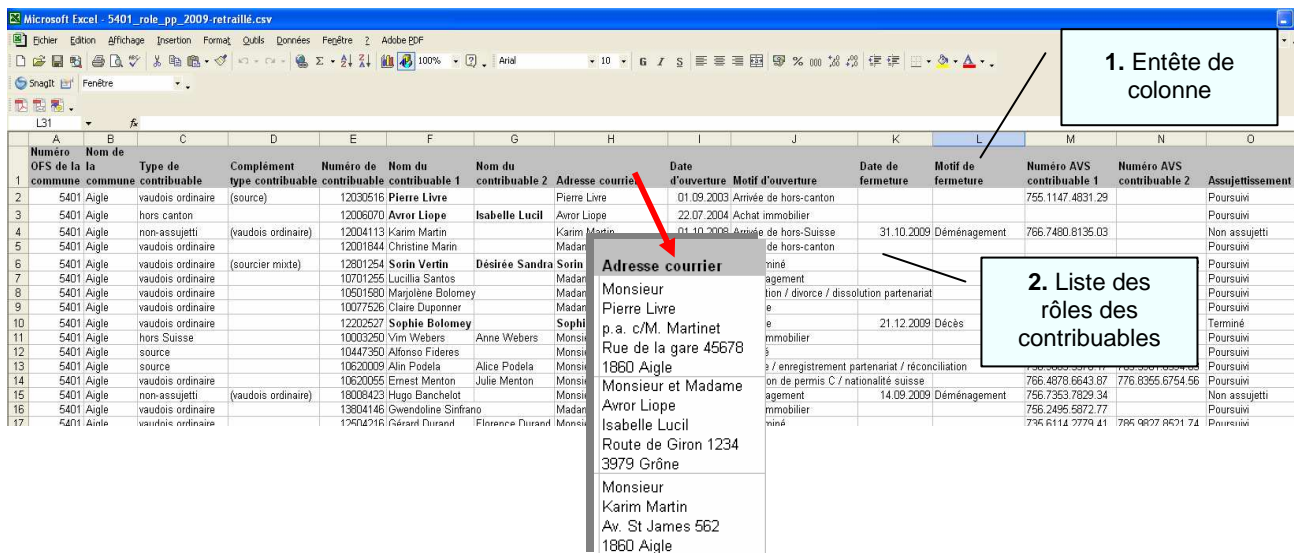 Microsoft Excel - 5401_role_pp_2009-retraillé.csv
Fichier Edition Affichage Insertion Format Outils Données Fenêtre ? Adobe PDF
100% Arial 10 G I S % 000
SnagIt Fenêtre
L31 fx
A B C D E F G H I J K L M N O
1 Numéro OFS de la commune Nom de la commune Type de contribuable Complément type contribuable Numéro de contribuable Nom du contribuable 1 Nom du contribuable 2 Adresse courrier Date d'ouverture Motif d'ouverture Date de fermeture Motif de fermeture Numéro AVS contribuable 1 Numéro AVS contribuable 2 Assujettissement
2 5401 Aigle vaudois ordinaire (source) 12030516 Pierre Livre Pierre Livre 01.09.2003 Arrivée de hors-canton 755.1147.4831.29 Poursuivi
3 5401 Aigle hors canton 12006070 Avror Liope Isabelle Lucil Avror Liope 22.07.2004 Achat immobilier Poursuivi
4 5401 Aigle non-assujetti (vaudois ordinaire) 12004113 Karim Martin Karim Martin 01.10.2008 Arrivée de hors-Suisse 31.10.2009 Déménagement 766.7480.8135.03 Non assujetti
5 5401 Aigle vaudois ordinaire 12001844 Christine Marin Madan de hors-canton Poursuivi
6 5401 Aigle vaudois ordinaire (sourcier mixte) 12801254 Sorin Vertin Désirée Sandra Sorin miné Poursuivi
7 5401 Aigle vaudois ordinaire 10701255 Lucillia Santos Madan agement Poursuivi
8 5401 Aigle vaudois ordinaire 10501580 Marjolène Bolomey Madan tion / divorce / dissolution partenariat Poursuivi
9 5401 Aigle vaudois ordinaire 10077526 Claire Duponner Madan e Poursuivi
10 5401 Aigle vaudois ordinaire 12202527 Sophie Bolomey Sophi e 21.12.2009 Décès Terminé
11 5401 Aigle hors Suisse 10003250 Vim Webers Anne Webers Monsi mmobilier Poursuivi
12 5401 Aigle source 10447350 Alfonso Fideres Monsi Poursuivi
13 5401 Aigle source 10620009 Alin Podela Alice Podela Monsi e / enregistrement partenariat / réconciliation Poursuivi
14 5401 Aigle vaudois ordinaire 10620055 Ernest Menton Julie Menton Monsi on de permis C / nationalité suisse 766.4878.6643.87 776.8355.6754.56 Poursuivi
15 5401 Aigle non-assujetti (vaudois ordinaire) 18008423 Hugo Banchelot Monsi agement 14.09.2009 Déménagement 756.7353.7829.34 Non assujetti
16 5401 Aigle vaudois ordinaire 13804146 Gwendoline Sinfrano Madan mmobilier 756.2495.5872.77 Poursuivi
17 5401 Aigle vaudois ordinaire 12504216 Gérard Durand Florence Durand Monsi miné 735.6114.2779.41 785.9827.8521.74 Poursuivi
1. Entête de
colonne
2. Liste des
rôles des
contribuables
Adresse courrier
Monsieur
Pierre Livre
p.a. c/M. Martinet
Rue de la gare 45678
1860 Aigle
Monsieur et Madame
Avror Liope
Isabelle Lucil
Route de Giron 1234
3979 Grône
Monsieur
Karim Martin
Av. St James 562
1860 Aigle